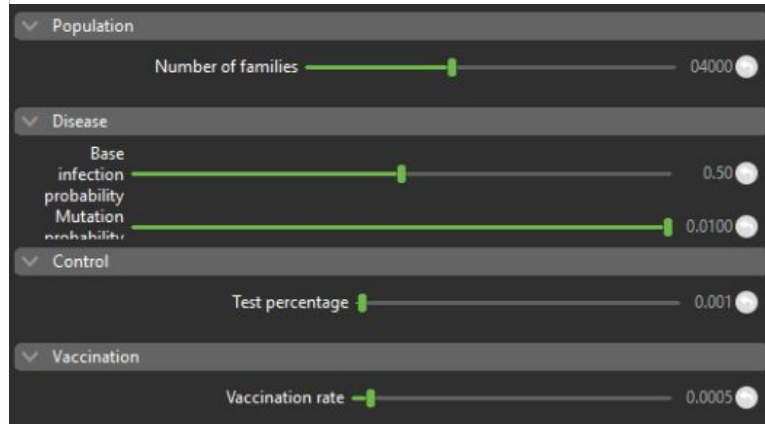 Population
Number of families 04000
Disease
Base
infection 0.50
probability
Mutation
probability 0.0100
Control
Test percentage 0.001
Vaccination
Vaccination rate 0.0005